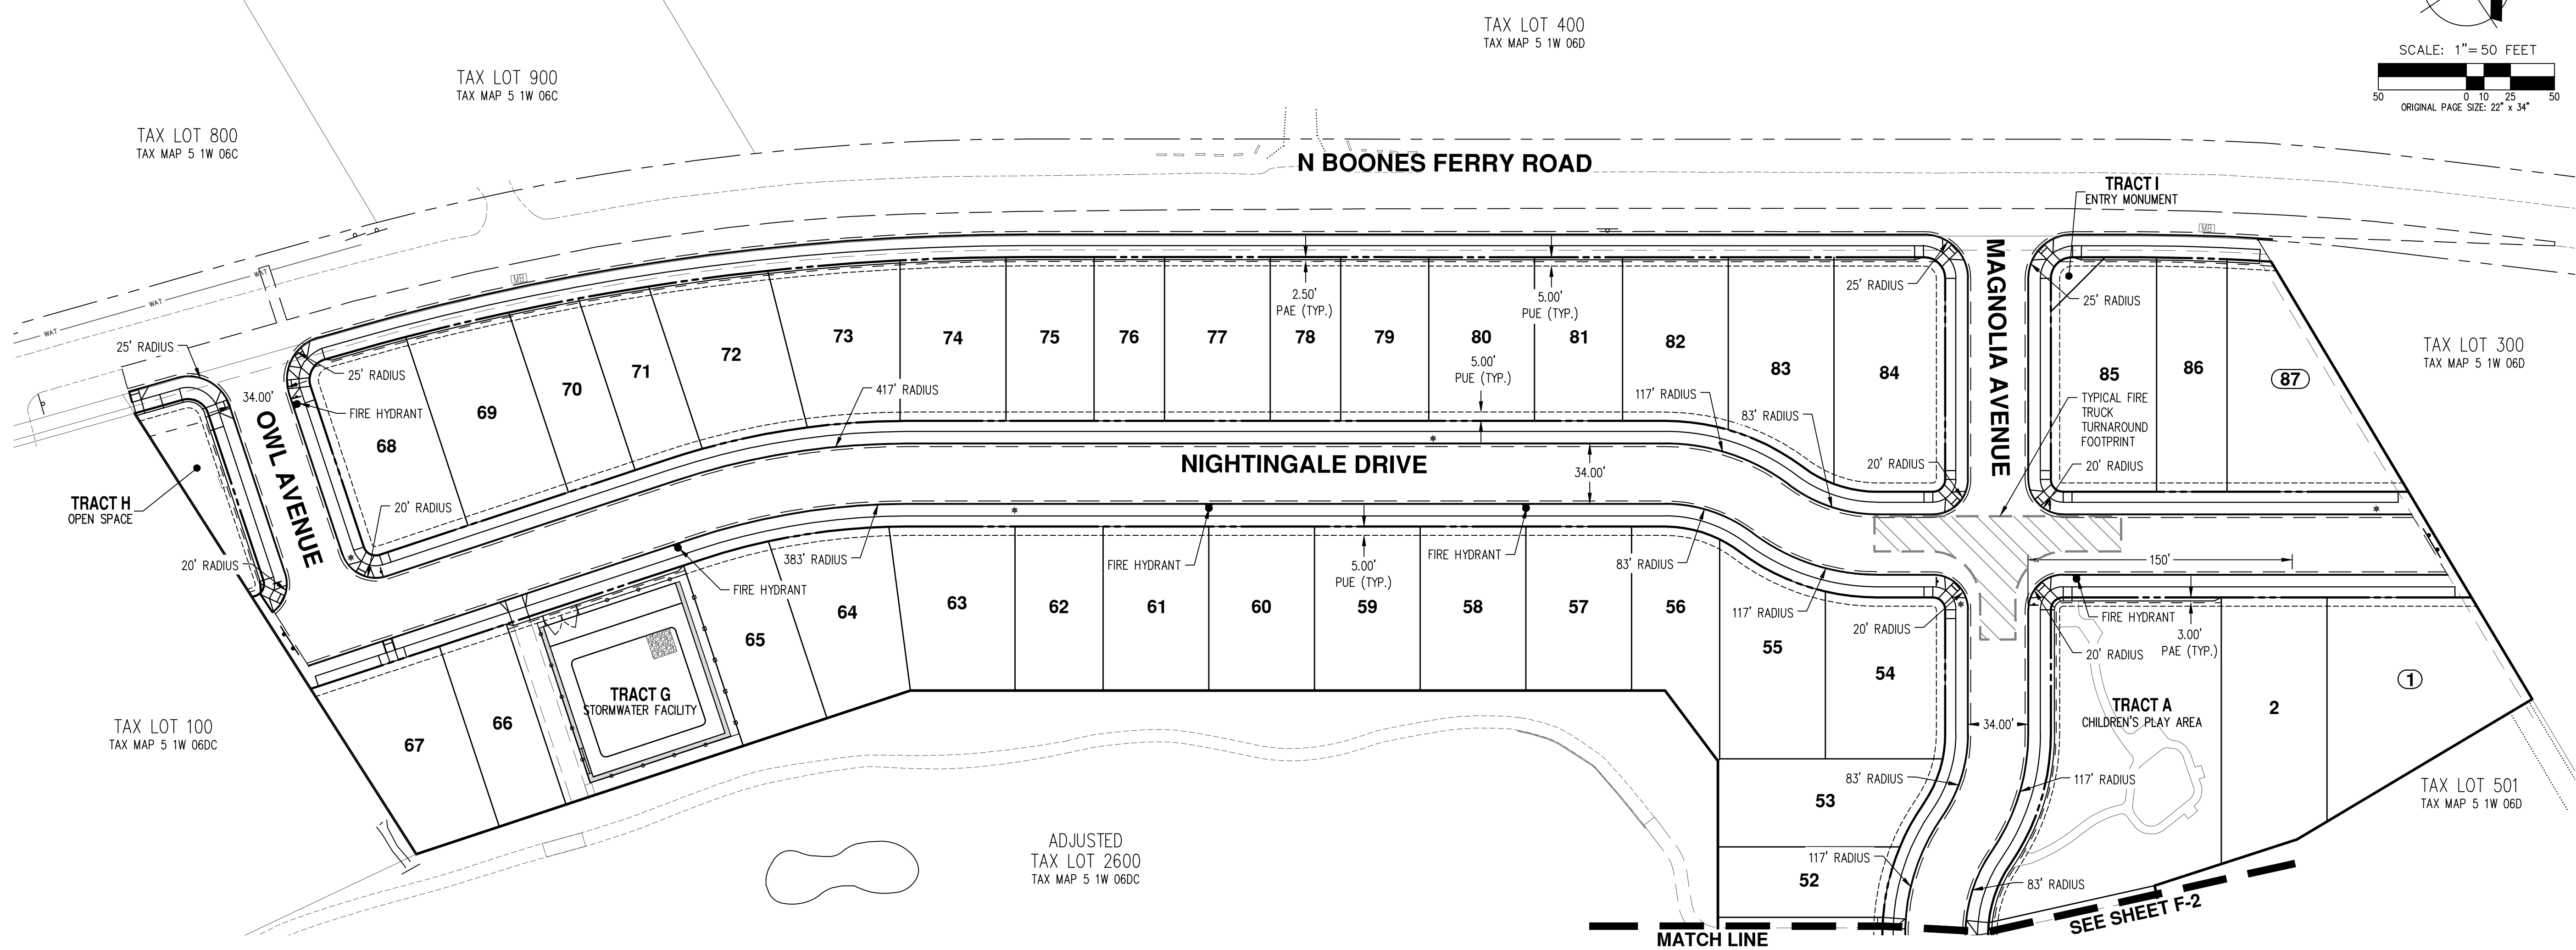 TAX LOT 400
TAX MAP 5 1W 06D
SCALE: 1"= 50 FEET
50 0 10 25 50
ORIGINAL PAGE SIZE: 22" x 34"
TAX LOT 900
TAX MAP 5 1W 06C
TAX LOT 800
TAX MAP 5 1W 06C
N BOONES FERRY ROAD
TRACT I
ENTRY MONUMENT
MB
MB
WAT
WAT
WAT
25' RADIUS
25' RADIUS
34.00'
FIRE HYDRANT
OWL AVENUE
68
69
70
71
72
73
74
75
76
77
78
79
80
81
82
83
84
85
86
87
2.50'
PAE (TYP.)
5.00'
PUE (TYP.)
5.00'
PUE (TYP.)
25' RADIUS
MAGNOLIA AVENUE
25' RADIUS
TAX LOT 300
TAX MAP 5 1W 06D
417' RADIUS
117' RADIUS
83' RADIUS
TYPICAL FIRE
TRUCK
TURNAROUND
FOOTPRINT
20' RADIUS
20' RADIUS
NIGHTINGALE DRIVE
34.00'
TRACT H
OPEN SPACE
20' RADIUS
20' RADIUS
383' RADIUS
FIRE HYDRANT
FIRE HYDRANT
FIRE HYDRANT
5.00'
PUE (TYP.)
83' RADIUS
150'
117' RADIUS
20' RADIUS
FIRE HYDRANT
20' RADIUS
3.00'
PAE (TYP.)
67
66
65
64
63
62
61
60
59
58
57
56
55
54
53
52
TRACT G
STORMWATER FACILITY
34.00'
TRACT A
CHILDREN'S PLAY AREA
2
1
TAX LOT 100
TAX MAP 5 1W 06DC
83' RADIUS
117' RADIUS
TAX LOT 501
TAX MAP 5 1W 06D
ADJUSTED
TAX LOT 2600
TAX MAP 5 1W 06DC
117' RADIUS
83' RADIUS
MATCH LINE
SEE SHEET F-2